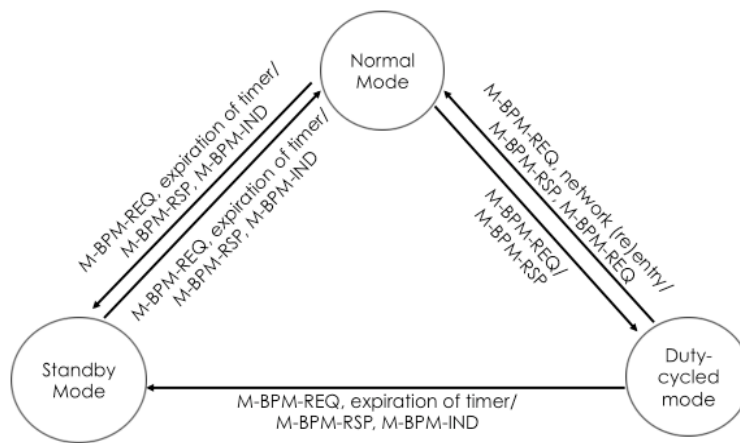 Normal
Mode
M-BPM-REQ, expiration of timer/
M-BPM-RSP, M-BPM-IND
M-BPM-REQ, expiration of timer/
M-BPM-RSP, M-BPM-IND
M-BPM-REQ, network (re)entry/
M-BPM-RSP, M-BPM-REQ
M-BPM-REQ/
M-BPM-RSP
Standby
Mode
Duty-
cycled
mode
M-BPM-REQ, expiration of timer/
M-BPM-RSP, M-BPM-IND